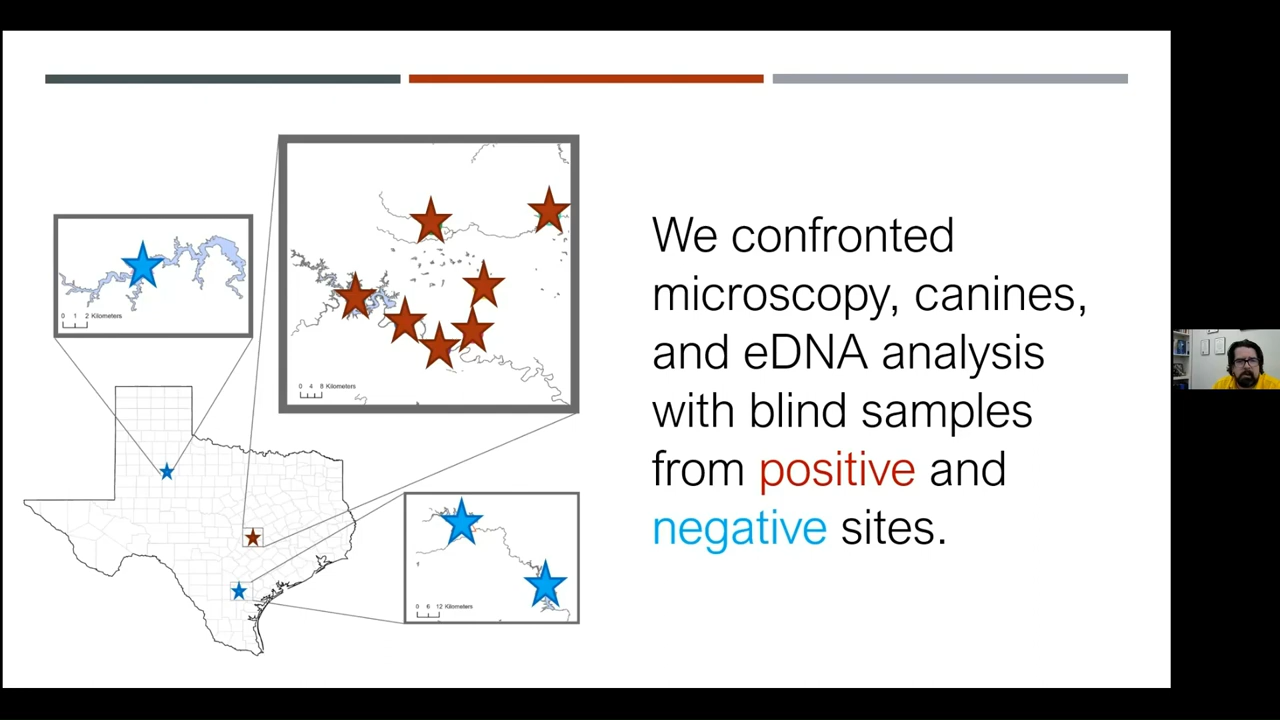 We confronted
microscopy, canines,
and eDNA analysis
with blind samples
from positive and
negative sites.
0 1 2 Kilometers
0 4 8 Kilometers
0 6 12 Kilometers